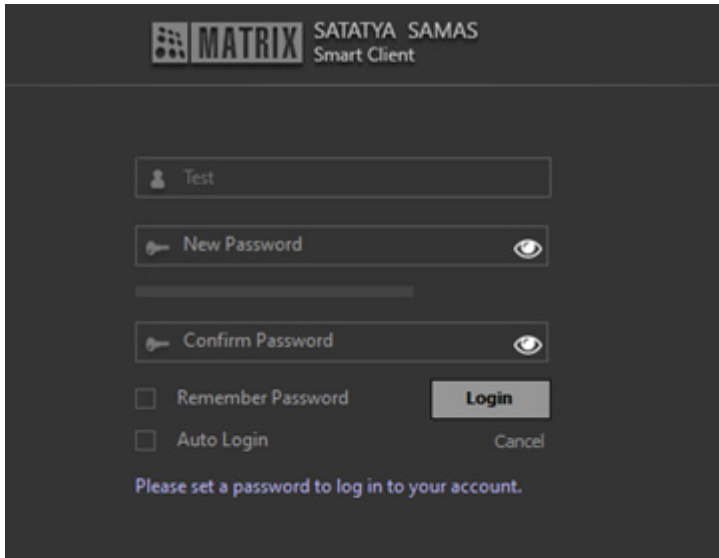 MATRIX
SATATYA SAMAS
Smart Client
Test
New Password
Confirm Password
Remember Password
Login
Auto Login
Cancel
Please set a password to log in to your account.